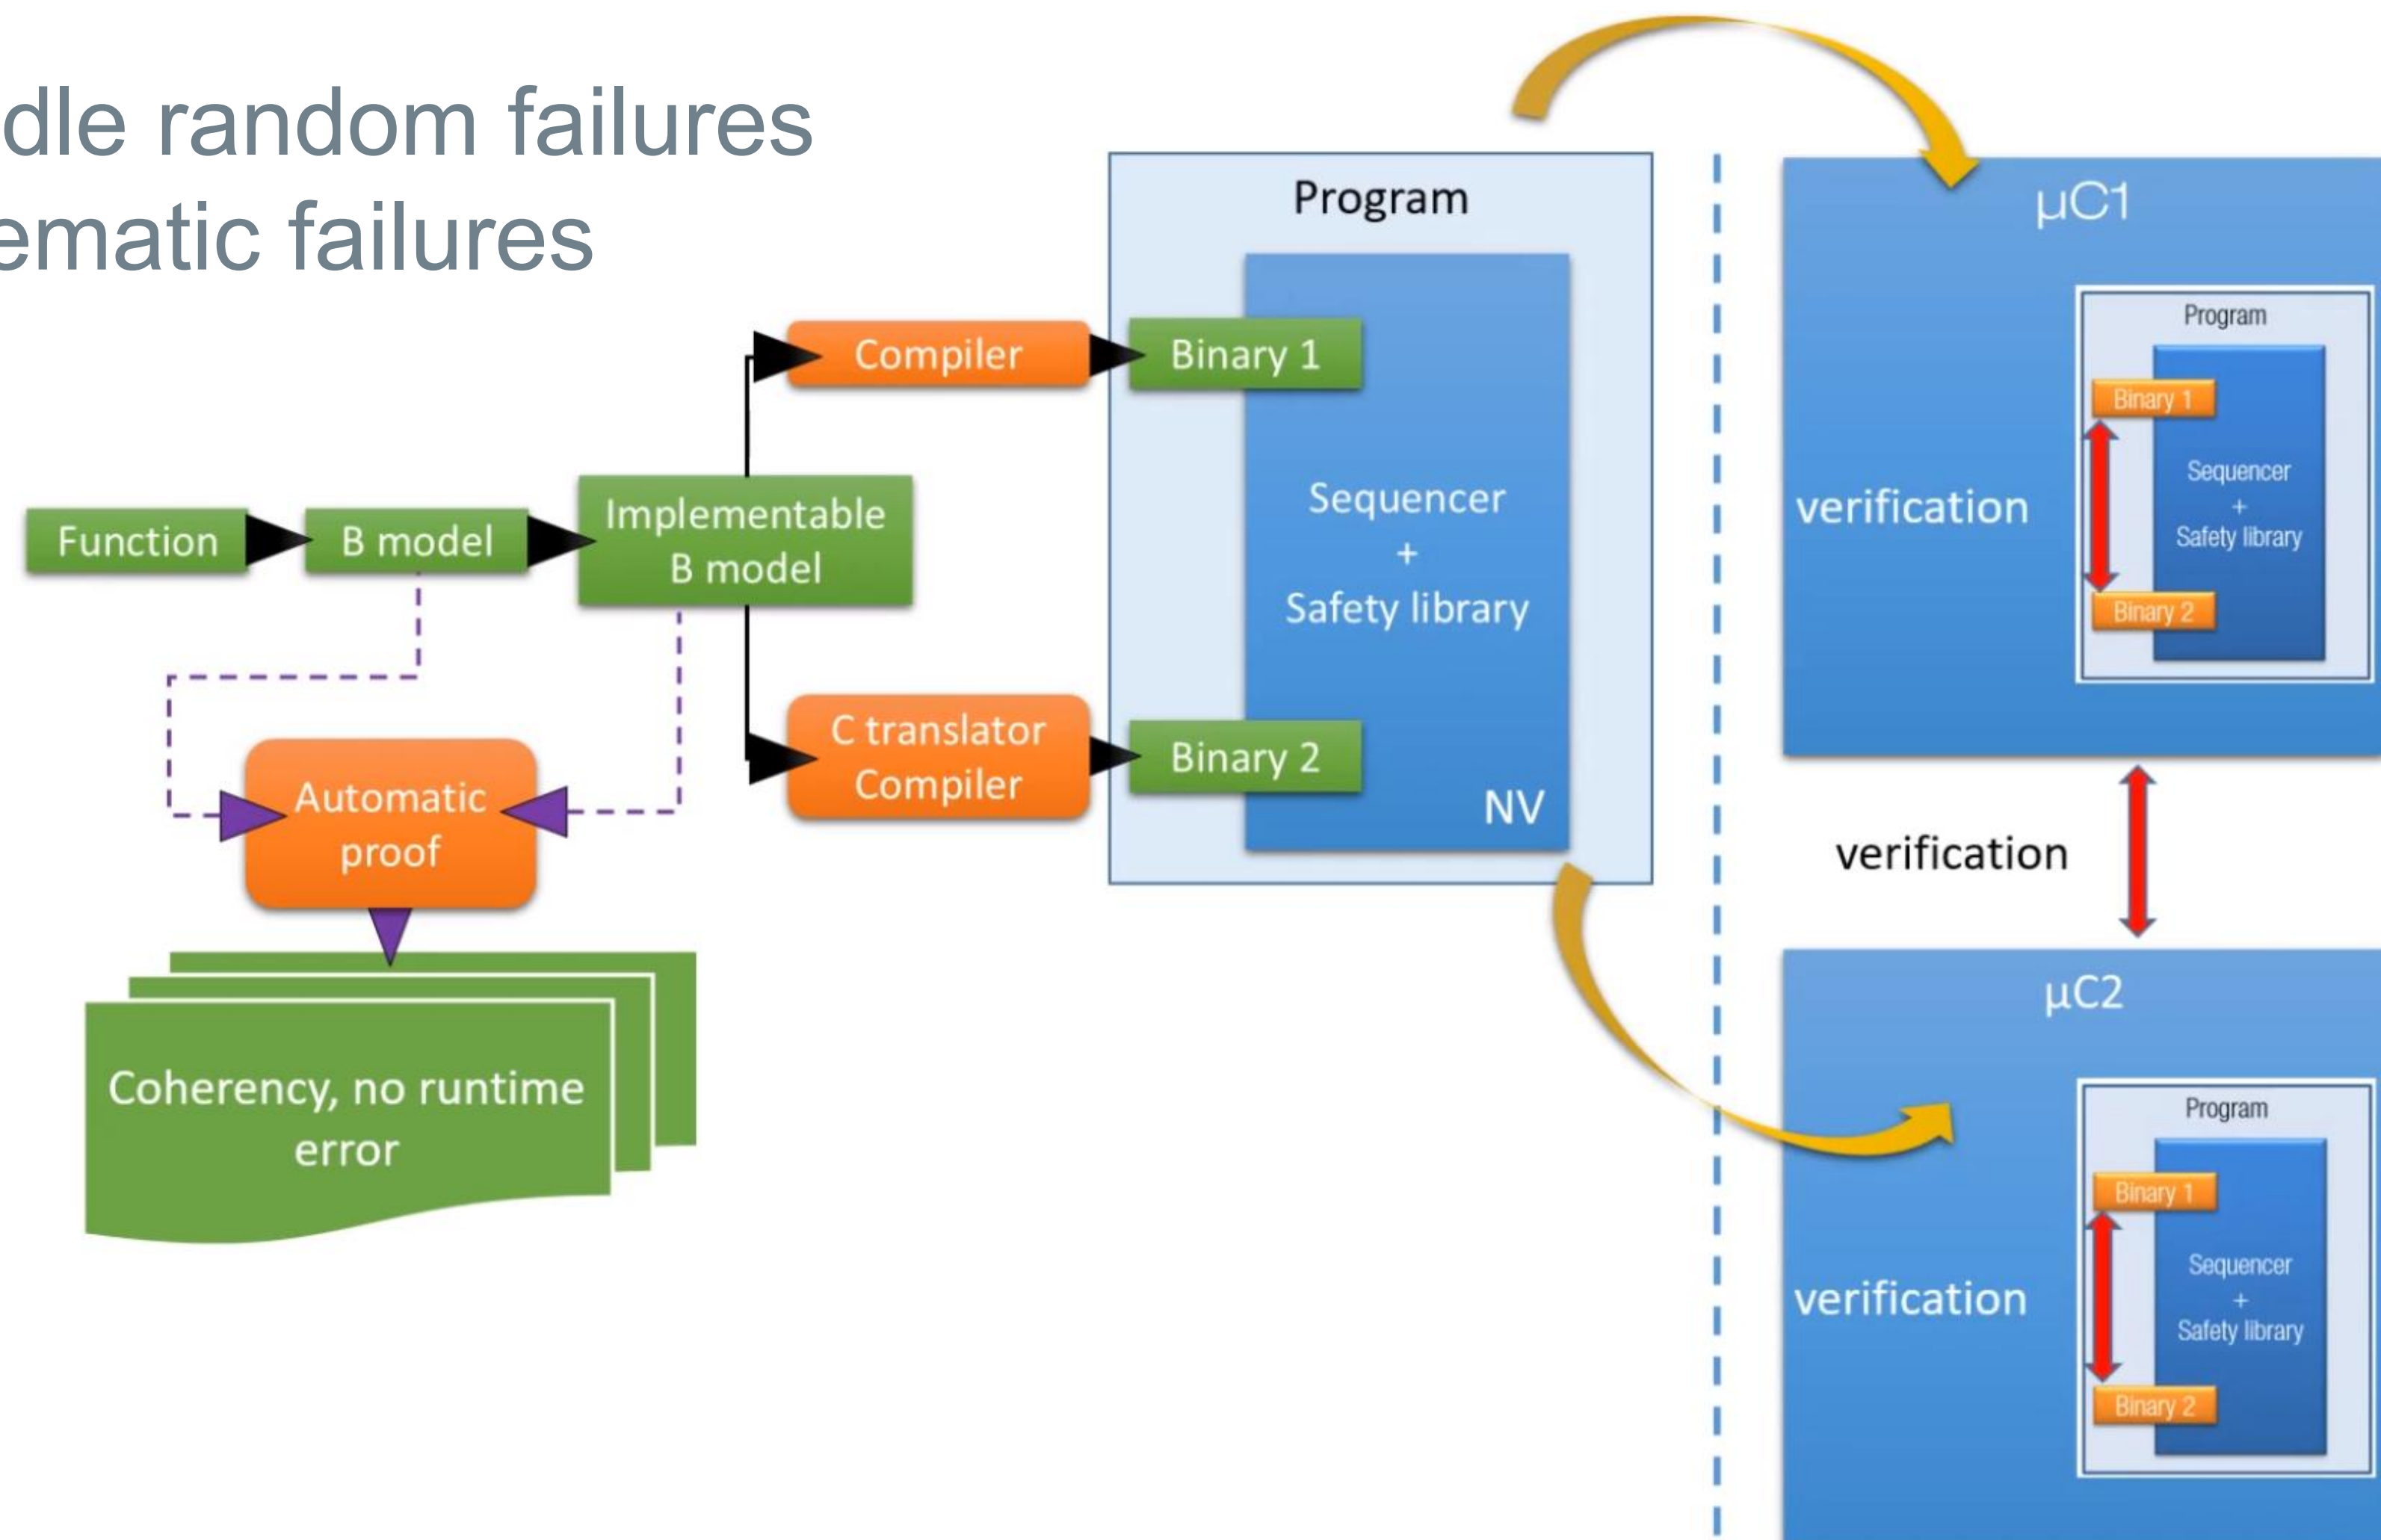 dle random failures
ematic failures
Function
B model
Implementable
B model
Compiler
C translator
Compiler
Automatic
proof
Coherency, no runtime
error
Program
Binary 1
Sequencer
+
Safety library
Binary 2
NV
µC1
verification
Program
Binary 1
Sequencer
+
Safety library
Binary 2
verification
µC2
verification
Program
Binary 1
Sequencer
+
Safety library
Binary 2